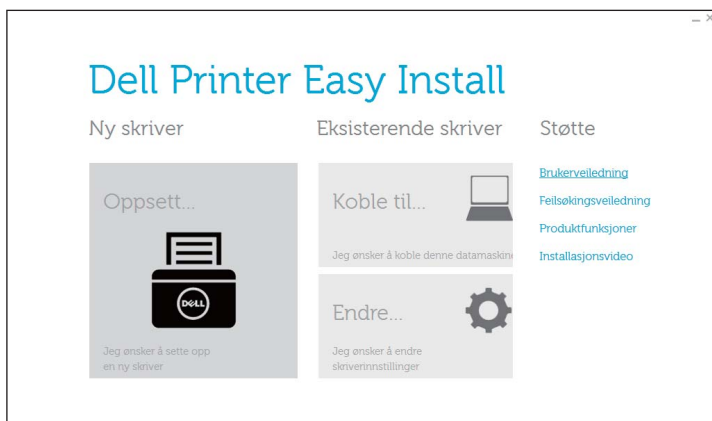 Dell Printer Easy Install
Ny skriver
Oppsett...
DELL
Jeg ønsker å sette opp
en ny skriver
Eksisterende skriver
Koble til...
Jeg ønsker å koble denne datamaskine
Endre...
Jeg ønsker å endre
skriverinnstillinger
Støtte
Brukerveiledning
Feilsøkingsveiledning
Produktfunksjoner
Installasjonsvideo